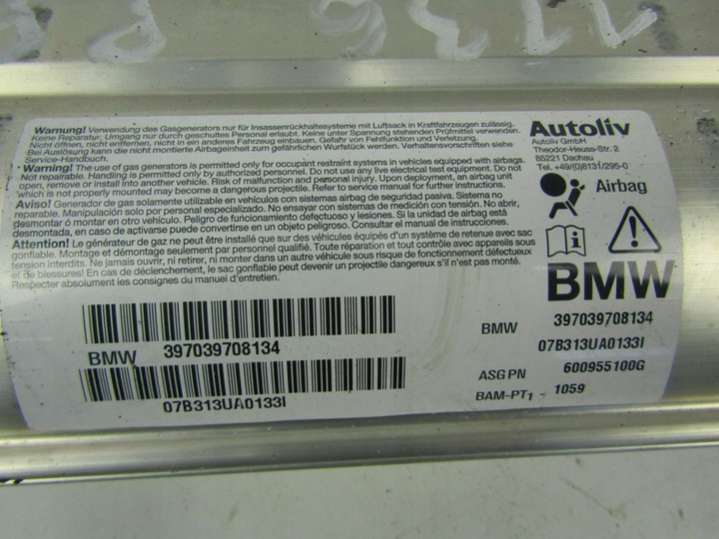 1136
Warnung! Verwendung des Gasgenerators nur für Insassenrückhaltesysteme mit Luftsack in Kraftfahrzeugen zulässig.
Keine Reparatur, Umgang nur durch geschultes Personal erlaubt. Keine unter Spannung stehenden Prüfmittel verwenden.
Nicht öffnen, nicht entfernen, nicht in ein anderes Fahrzeug einbauen. Gefahr von Fehlfunktion und Verletzung.
Bei Auslösung kann die nicht montierte Airbageinheit zum gefährlichen Wurfstück werden. Verhaltensvorschriften siehe
Service-Handbuch.
Warning! The use of gas generators is permitted only for occupant restraint systems in vehicles equipped with airbags.
Not repairable. Handling is permitted only by authorized personnel. Do not use any live electrical test equipment. Do not
open, remove or install into another vehicle. Risk of malfunction and personal injury. Upon deployment, an airbag unit
which is not properly mounted may become a dangerous projectile. Refer to service manual for further instructions.
Aviso! Generador de gas solamente utilizable en vehículos con sistemas airbag de seguridad pasiva. Sistema no
reparable. Manipulación solo por personal especializado. No ensayar con sistemas de medición con tensión. No abrir,
desmontar ó montar en otro vehículo. Peligro de funcionamiento defectuoso y lesiones. Si la unidad de airbag está
desmontada, en caso de activarse puede convertirse en un objeto peligroso. Consultar el manual de instrucciones.
Attention! Le générateur de gaz ne peut être installé que sur des véhicules équipés d'un système de retenue avec sac
gonflable. Montage et démontage seulement par personnel qualifié. Toute réparation et tout contrôle avec appareils sous
tension interdits. Ne ouvrir, ni retirer, ni monter dans un autre véhicule sous risque de fonctionnement défectueux
et de blessures! En cas de déclenchement, le sac gonflable peut devenir un projectile dangereux s'il n'est pas monté.
Respecter absolument les consignes du manuel d'entretien.
Autoliv
Autoliv GmbH
Theodor-Heuss-Str. 2
85221 Dachau
Tel. +49/(0)8131/295-0
Airbag
BMW
BMW 397039708134
07B313UA0133I
BMW 397039708134
07B313UA0133I
ASG PN 600955100G
BAM-PT1 - 1059